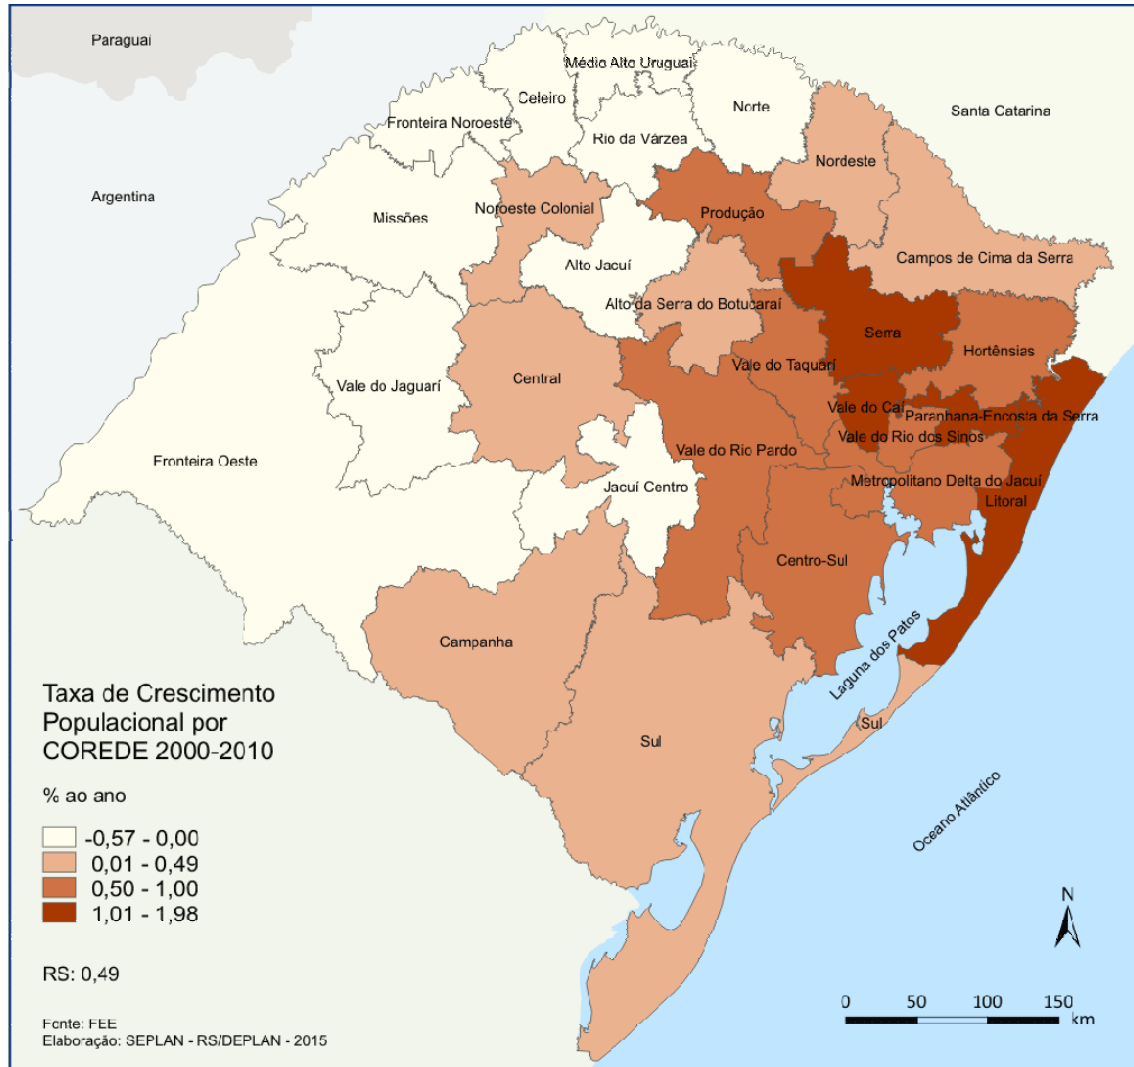 Paraguai
Médio Alto Uruguai
Celeiro
Norte
Santa Catarina
Fronteira Noroeste
Rio da Várzea
Nordeste
Argentina
Missões
Noroeste Colonial
Produção
Alto Jacuí
Campos de Cima da Serra
Alto da Serra do Botucaraí
Serra
Hortênsias
Vale do Taquarí
Central
Vale do Jaguarí
Vale do Caí
Paranhana-Encosta da Serra
Vale do Rio dos Sinos
Vale do Rio Pardo
Fronteira Oeste
Jacuí Centro
Metropolitano Delta do Jacuí
Litoral
Centro-Sul
Campanha
Laguna dos Patos
Sul
Sul
Oceano Atlântico
Taxa de Crescimento
Populacional por
COREDE 2000-2010
% ao ano
-0,57 - 0,00
0,01 - 0,49
0,50 - 1,00
1,01 - 1,98
RS: 0,49
Fonte: FEE
Elaboração: SEPLAN - RS/DEPLAN - 2015
N
0 50 100 150
km